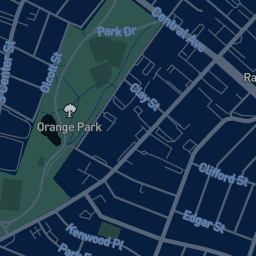 Park Dr
Central Ave
S Center St
Olcott St
Ra
Clay St
Orange Park
Clifford St
Edgar St
Kenwood Pl
Park